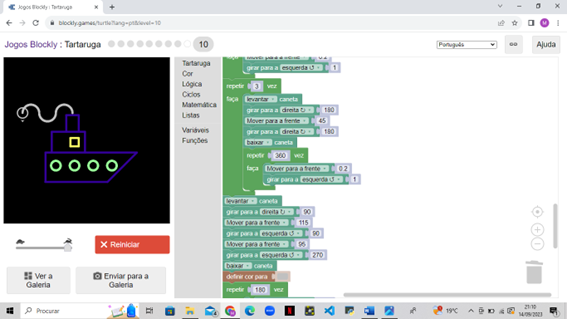 Jogos Blockly : Tartaruga
blockly.games/turtle?lang=pt&level=10
M
Jogos Blockly : Tartaruga
10
Português
Ajuda
Tartaruga
Cor
Lógica
Ciclos
Matemática
Listas
Variáveis
Funções
faça Mover para a frente 0.2
girar para a esquerda ↺ 1
repetir 3 vez
faça levantar caneta
girar para a direita ↻ 180
Mover para a frente 45
girar para a direita ↻ 180
baixar caneta
repetir 360 vez
faça Mover para a frente 0.2
girar para a esquerda ↺ 1
levantar caneta
girar para a direita ↻ 90
Mover para a frente 115
girar para a esquerda ↺ 90
Mover para a frente 95
girar para a esquerda ↺ 270
baixar caneta
definir cor para
repetir 180 vez
Reiniciar
Ver a Galeria
Enviar para a Galeria
Procurar
19°C
21:10
14/09/2023